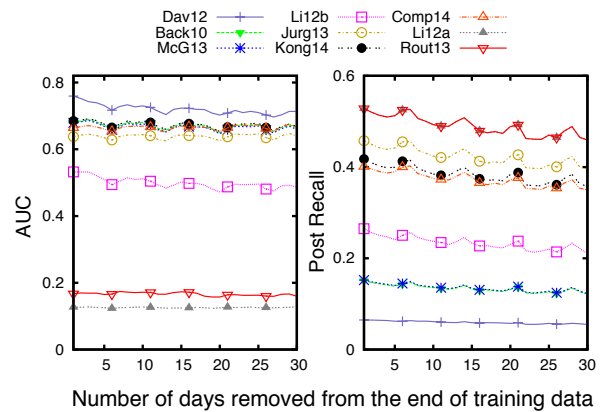 Dav12 Li12b Comp14
Back10 Jurg13 Li12a
McG13 Kong14 Rout13
AUC
0.8
0.6
0.4
0.2
0
5 10 15 20 25 30
Post Recall
0.6
0.4
0.2
0
5 10 15 20 25 30
Number of days removed from the end of training data